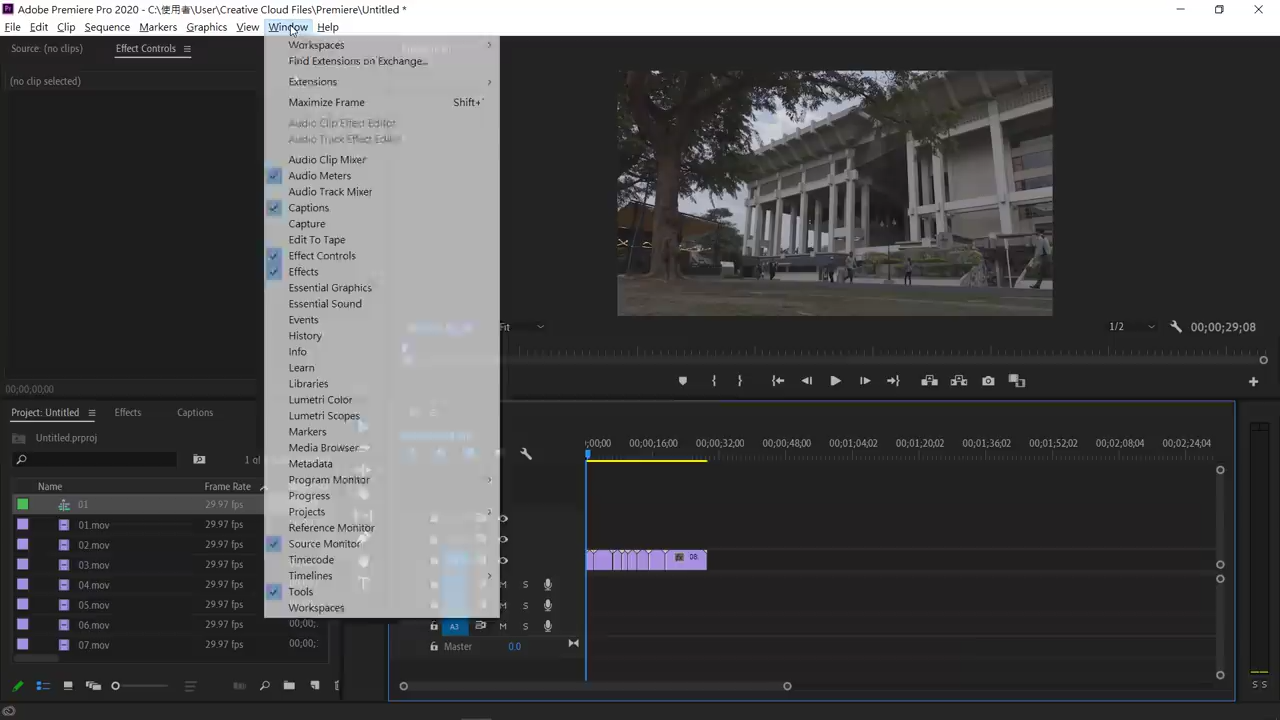 Adobe Premiere Pro 2020 - C:\使用者\User\Creative Cloud Files\Premiere\Untitled *
File Edit Clip Sequence Markers Graphics View Window Help
Source: (no clips) Effect Controls
(no clip selected)
00;00;00;00
Project: Untitled Effects Captions
Untitled.prproj
1 of
Name Frame Rate
01 29.97 fps
01.mov 29.97 fps
02.mov 29.97 fps
03.mov 29.97 fps
04.mov 29.97 fps
05.mov 29.97 fps
06.mov 00;00;
07.mov 00;00;
Workspaces
Find Extensions on Exchange...
Extensions
Maximize Frame Shift+`
Audio Clip Effect Editor
Audio Track Effect Editor
Audio Clip Mixer
Audio Meters
Audio Track Mixer
Captions
Capture
Edit To Tape
Effect Controls
Effects
Essential Graphics
Essential Sound
Events
History
Info
Learn
Libraries
Lumetri Color
Lumetri Scopes
Markers
Media Browser
Metadata
Program Monitor
Progress
Projects
Reference Monitor
Source Monitor
Timecode
Timelines
Tools
Workspaces
Fit 1/2 00;00;29;08
;00;00 00;00;16;00 00;00;32;00 00;00;48;00 00;01;04;02 00;01;20;02 00;01;36;02 00;01;52;02 00;02;08;04 00;02;24;04
08.
M S
M S
A3 M S
Master 0.0
S S